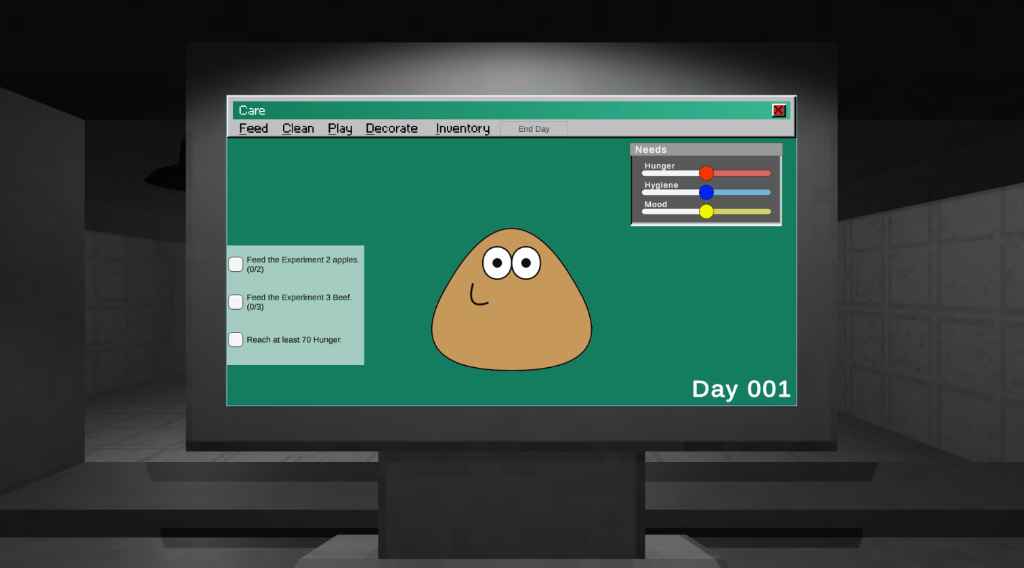 Care
Feed Clean Play Decorate Inventory End Day
Needs
Hunger
Hygiene
Mood
Feed the Experiment 2 apples.
(0/2)
Feed the Experiment 3 Beef.
(0/3)
Reach at least 70 Hunger.
Day 001